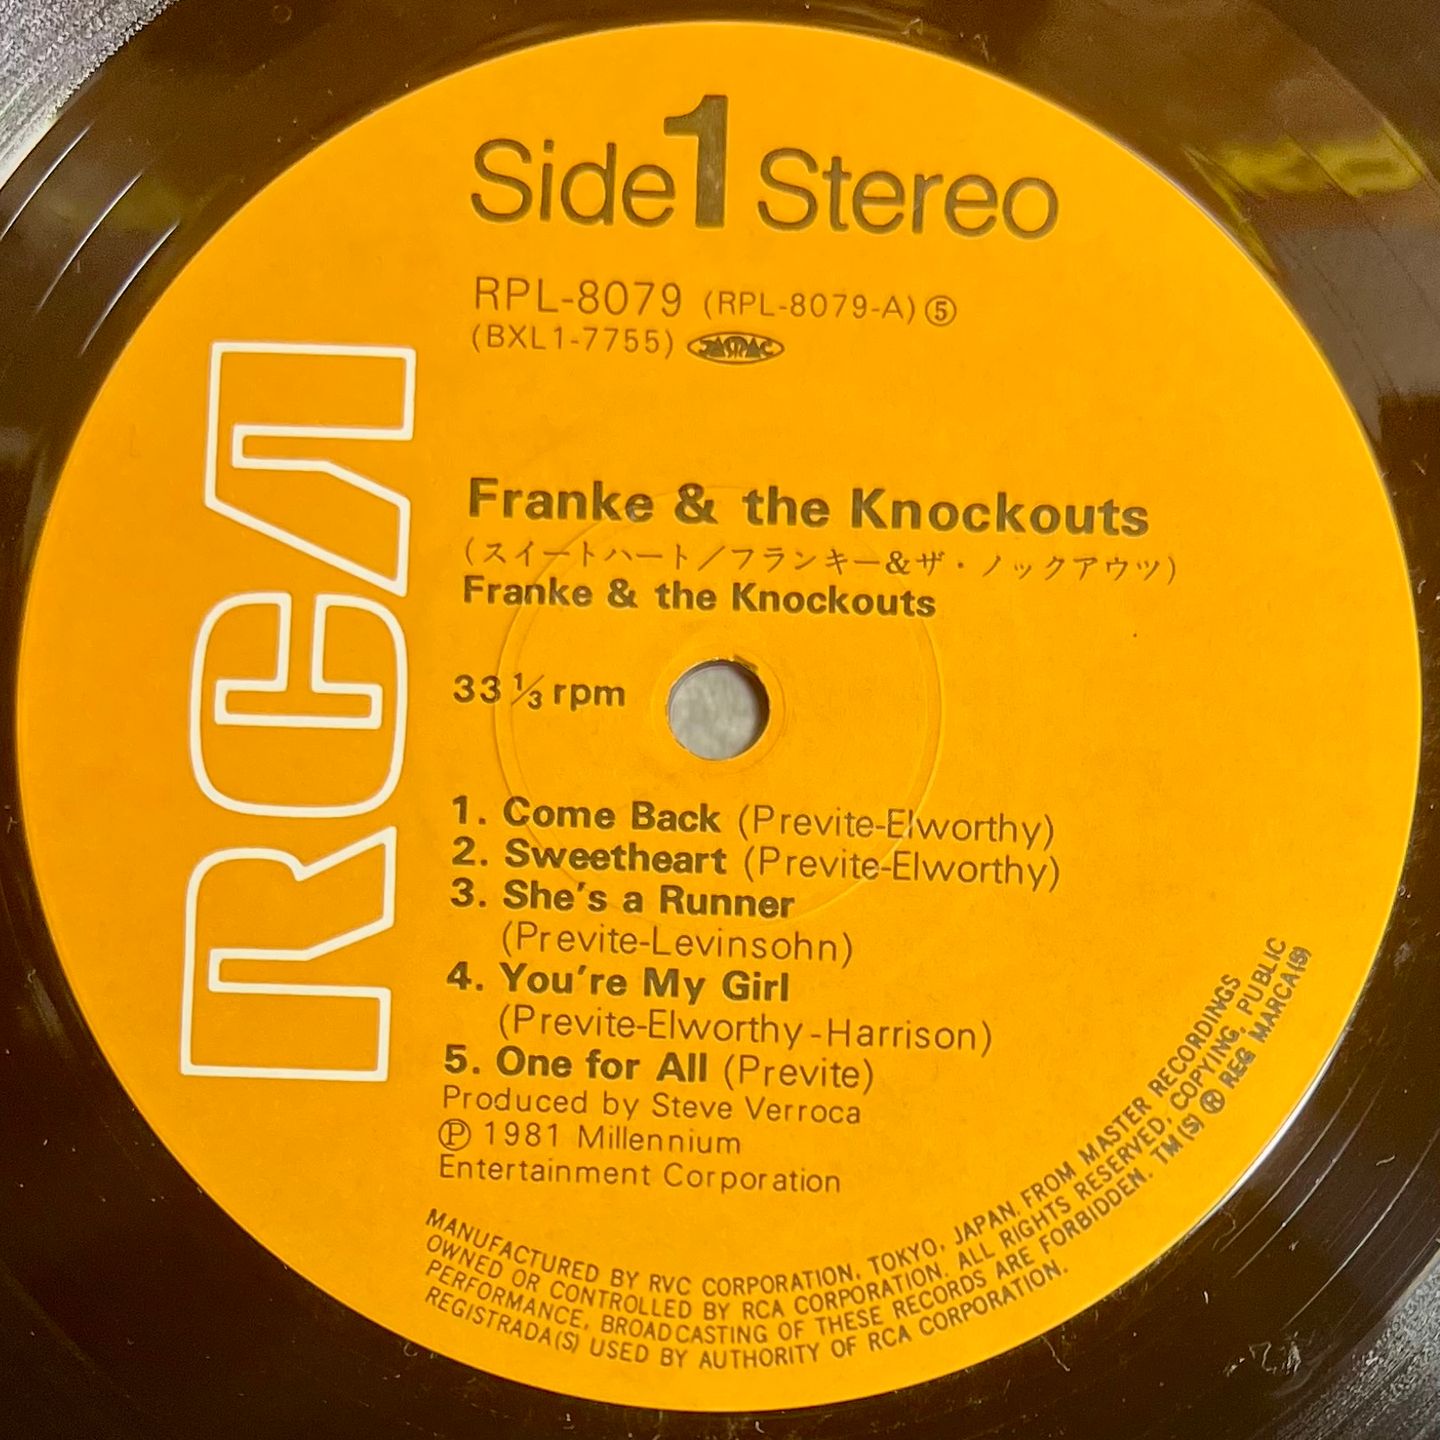 Side 1 Stereo
RPL-8079 (RPL-8079-A) ⑤
(BXL1-7755) JASRAC
RCA
Franke & the Knockouts
(スイートハート/フランキー&ザ・ノックアウツ)
Franke & the Knockouts
33 1/3 rpm
1. Come Back (Previte-Elworthy)
2. Sweetheart (Previte-Elworthy)
3. She's a Runner
(Previte-Levinsohn)
4. You're My Girl
(Previte-Elworthy-Harrison)
5. One for All (Previte)
Produced by Steve Verroca
Ⓟ 1981 Millennium
Entertainment Corporation
MANUFACTURED BY RVC CORPORATION, TOKYO, JAPAN. FROM MASTER RECORDINGS
OWNED OR CONTROLLED BY RCA CORPORATION. ALL RIGHTS RESERVED, COPYING, PUBLIC
PERFORMANCE, BROADCASTING OF THESE RECORDS ARE FORBIDDEN. TM(S) ® REG MARCA(S)
REGISTRADA(S) USED BY AUTHORITY OF RCA CORPORATION.